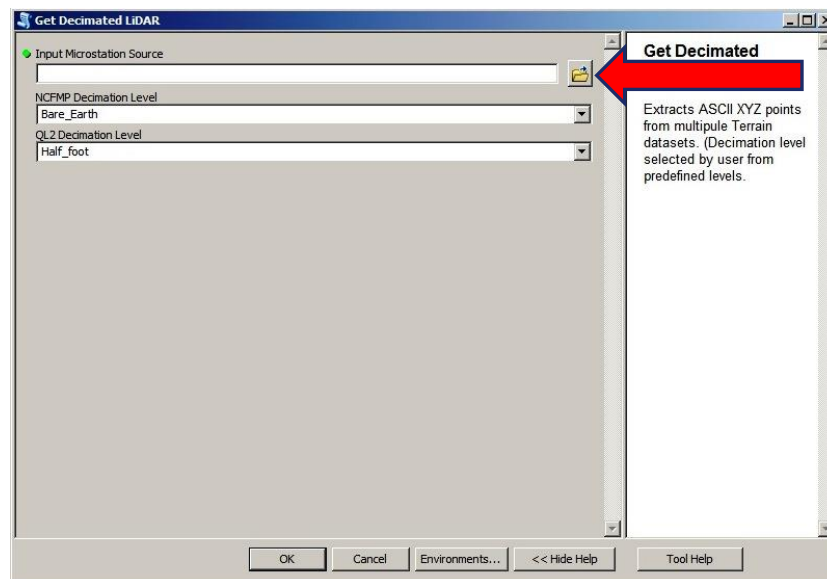 Get Decimated LiDAR
Input Microstation Source
NCFMP Decimation Level
Bare_Earth
QL2 Decimation Level
Half_foot
Get Decimated
Extracts ASCII XYZ points
from multipule Terrain
datasets. (Decimation level
selected by user from
predefined levels.
OK
Cancel
Environments...
<< Hide Help
Tool Help